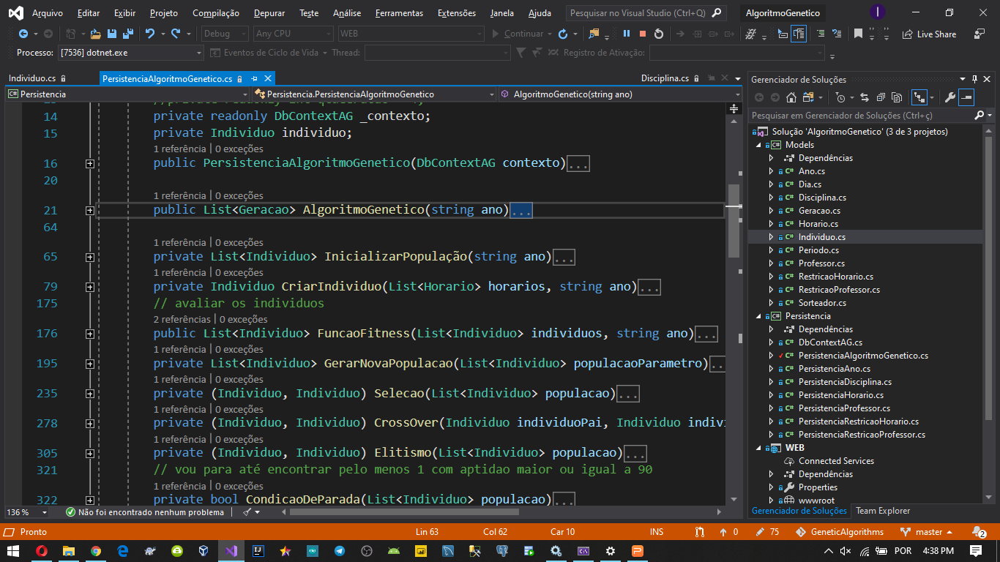 Arquivo Editar Exibir Projeto Compilação Depurar Teste Análise Ferramentas Extensões Janela Ajuda Pesquisar no Visual Studio (Ctrl+Q) AlgoritmoGenetico I
Debug Any CPU WEB Continuar Live Share
Processo: [7536] dotnet.exe Eventos de Ciclo de Vida Thread: Registro de Ativação:
Individuo.cs PersistenciaAlgoritmoGenetico.cs Disciplina.cs
Persistencia Persistencia.PersistenciaAlgoritmoGenetico AlgoritmoGenetico(string ano)
14 private readonly DbContextAG _contexto;
15 private Individuo individuo;
1 referência | 0 exceções
16 public PersistenciaAlgoritmoGenetico(DbContextAG contexto)...
20
1 referência | 0 exceções
21 public List<Geracao> AlgoritmoGenetico(string ano)...
64
1 referência | 0 exceções
65 private List<Individuo> InicializarPopulação(string ano)...
1 referência | 0 exceções
79 private Individuo CriarIndividuo(List<Horario> horarios, string ano)...
175 // avaliar os individuos
2 referências | 0 exceções
176 public List<Individuo> FuncaoFitness(List<Individuo> individuos, string ano)...
1 referência | 0 exceções
195 private List<Individuo> GerarNovaPopulacao(List<Individuo> populacaoParametro)...
1 referência | 0 exceções
235 private (Individuo, Individuo) Selecao(List<Individuo> populacao)...
1 referência | 0 exceções
278 private (Individuo, Individuo) CrossOver(Individuo individuoPai, Individuo indivi
1 referência | 0 exceções
305 private (Individuo, Individuo) Elitismo(List<Individuo> populacao)...
321 // vou para até encontrar pelo menos 1 com aptidao maior ou igual a 90
1 referência | 0 exceções
322 private bool CondicaoDeParada(List<Individuo> populacao)...
136 % Não foi encontrado nenhum problema
Gerenciador de Soluções
Pesquisar em Gerenciador de Soluções (Ctrl+ç)
Solução 'AlgoritmoGenetico' (3 de 3 projetos)
Models
Dependências
Ano.cs
Dia.cs
Disciplina.cs
Geracao.cs
Horario.cs
Individuo.cs
Periodo.cs
Professor.cs
RestricaoHorario.cs
RestricaoProfessor.cs
Sorteador.cs
Persistencia
Dependências
DbContextAG.cs
PersistenciaAlgoritmoGenetico.cs
PersistenciaAno.cs
PersistenciaDisciplina.cs
PersistenciaHorario.cs
PersistenciaProfessor.cs
PersistenciaRestricaoHorario.cs
PersistenciaRestricaoProfessor.cs
WEB
Connected Services
Dependências
Properties
wwwroot
Gerenciador de Soluções Team Explorer
Pronto Lin 63 Col 62 Car 10 INS 0 75 GeneticAlgorithms master 2
POR 4:38 PM